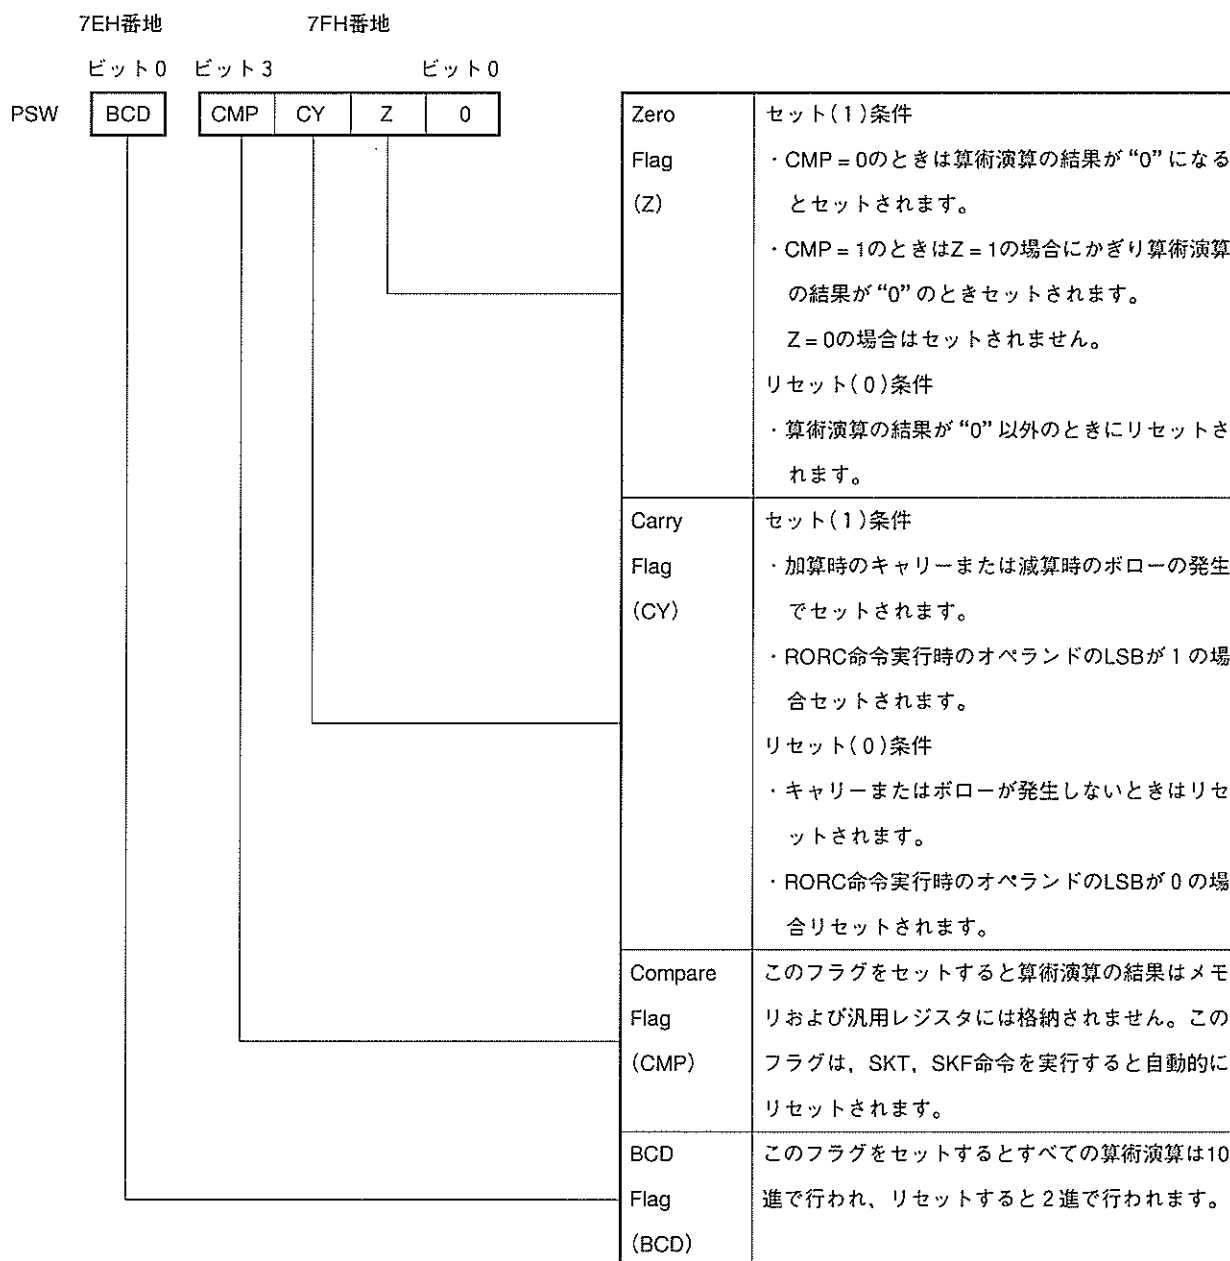 7EH番地 7FH番地
ビット0 ビット3 ビット0
PSW BCD CMP CY Z 0
Zero
Flag
(Z)
セット(1)条件
・CMP = 0のときは算術演算の結果が“0”になる
とセットされます。
・CMP = 1のときはZ = 1の場合にかぎり算術演算
の結果が“0”のときセットされます。
Z = 0の場合はセットされません。
リセット(0)条件
・算術演算の結果が“0”以外のときにリセットさ
れます。
Carry
Flag
(CY)
セット(1)条件
・加算時のキャリーまたは減算時のボローの発生
でセットされます。
・RORC命令実行時のオペランドのLSBが1の場
合セットされます。
リセット(0)条件
・キャリーまたはボローが発生しないときはリセ
ットされます。
・RORC命令実行時のオペランドのLSBが0の場
合リセットされます。
Compare
Flag
(CMP)
このフラグをセットすると算術演算の結果はメモ
リおよび汎用レジスタには格納されません。この
フラグは，SKT，SKF命令を実行すると自動的に
リセットされます。
BCD
Flag
(BCD)
このフラグをセットするとすべての算術演算は10
進で行われ、リセットすると2進で行われます。